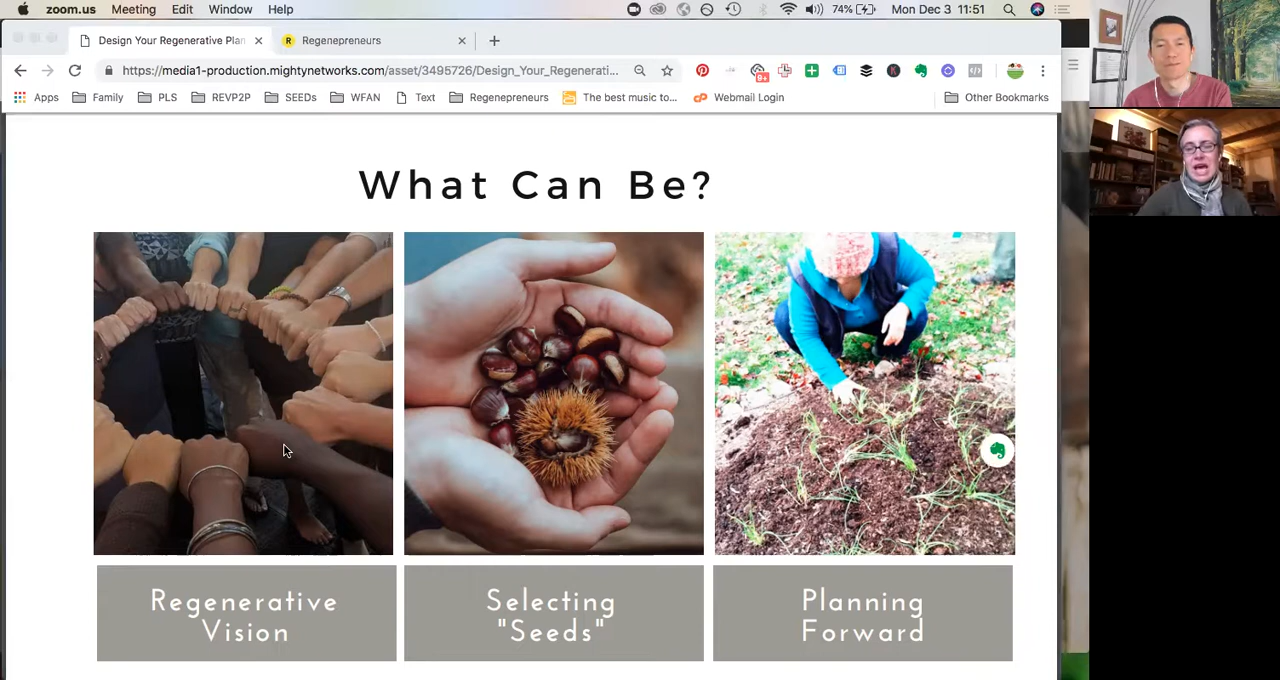 zoom.us Meeting Edit Window Help 74% Mon Dec 3 11:51
Design Your Regenerative Plan
Regenepreneurs
https://media1-production.mightynetworks.com/asset/3495726/Design_Your_Regenerati...
9+
Apps Family PLS REVP2P SEEDs WFAN Text Regenepreneurs The best music to... Webmail Login Other Bookmarks
What Can Be?
Regenerative
Vision
Selecting
"Seeds"
Planning
Forward